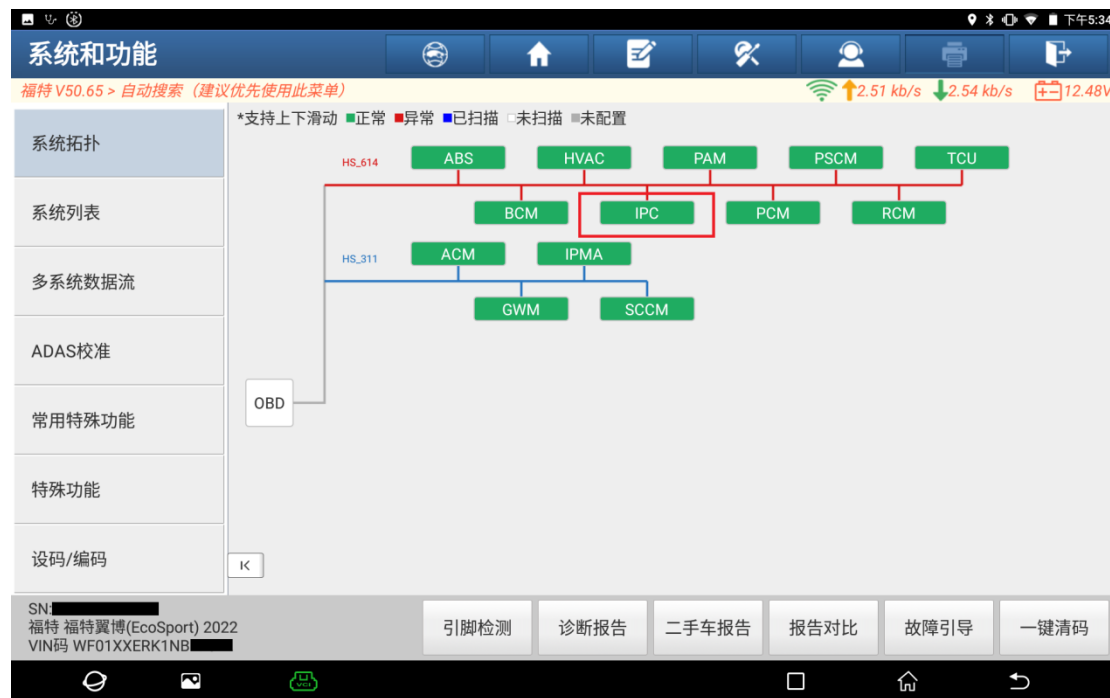 下午5:34
系统和功能
福特 V50.65 > 自动搜索（建议优先使用此菜单）
2.51 kb/s 2.54 kb/s 12.48V
系统拓扑
系统列表
多系统数据流
ADAS校准
常用特殊功能
特殊功能
设码/编码
*支持上下滑动 正常 异常 已扫描 未扫描 未配置
HS_614 ABS HVAC PAM PSCM TCU
BCM IPC PCM RCM
HS_311 ACM IPMA
GWM SCCM
OBD
SN:
福特 福特翼博(EcoSport) 2022
VIN码 WF01XXERK1NB
引脚检测 诊断报告 二手车报告 报告对比 故障引导 一键清码
VCI